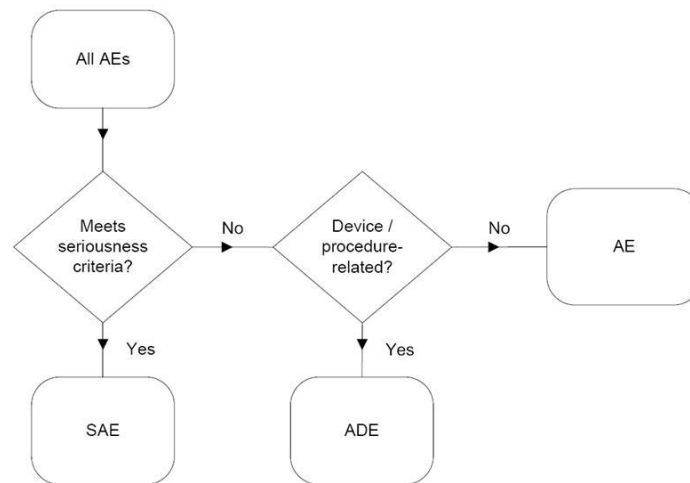 All AEs
Meets
seriousness
criteria?
No
Device /
procedure-
related?
No
AE
Yes
Yes
SAE
ADE